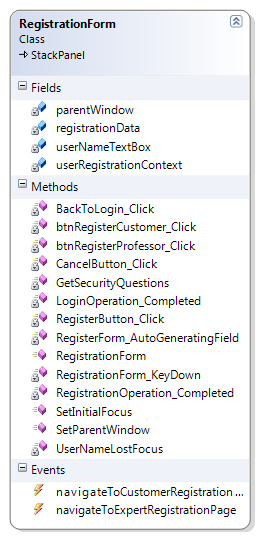 RegistrationForm
Class
StackPanel
Fields
parentWindow
registrationData
userNameTextBox
userRegistrationContext
Methods
BackToLogin_Click
btnRegisterCustomer_Click
btnRegisterProfessor_Click
CancelButton_Click
GetSecurityQuestions
LoginOperation_Completed
RegisterButton_Click
RegisterForm_AutoGeneratingField
RegistrationForm
RegistrationForm_KeyDown
RegistrationOperation_Completed
SetInitialFocus
SetParentWindow
UserNameLostFocus
Events
navigateToCustomerRegistration ...
navigateToExpertRegistrationPage